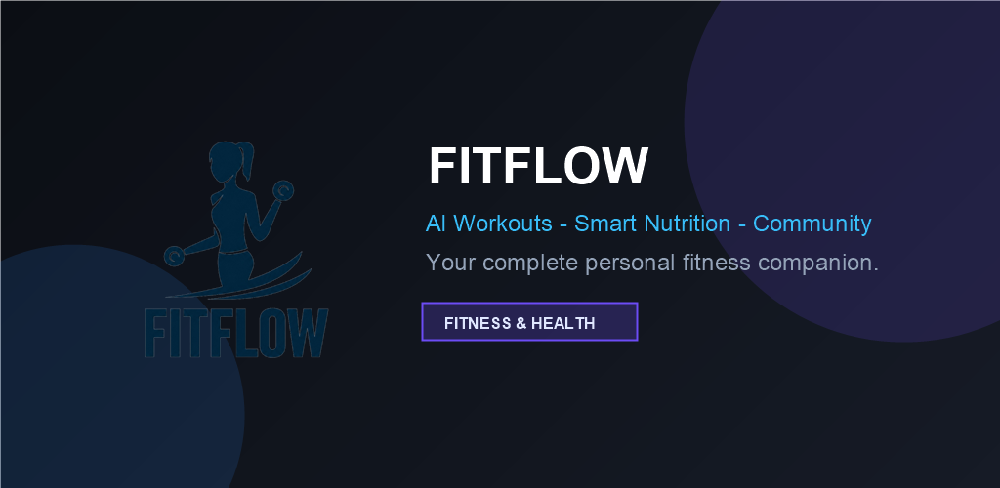 FITFLOW
FITFLOW
AI Workouts - Smart Nutrition - Community
Your complete personal fitness companion.
FITNESS & HEALTH